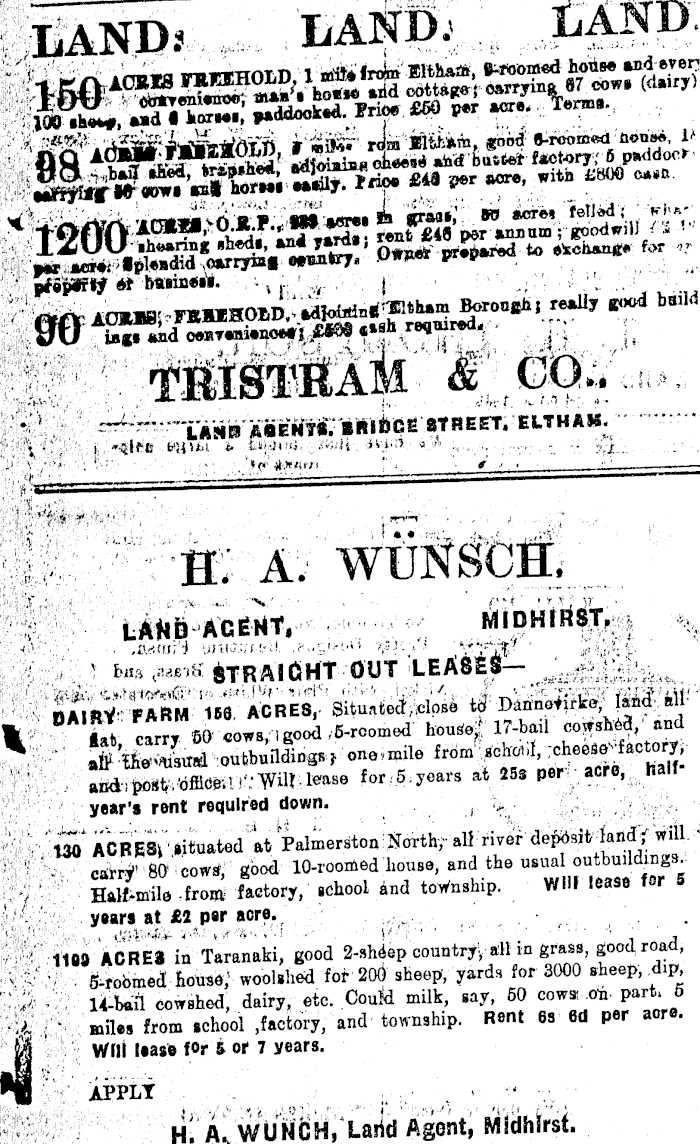 LAND: LAND. LAND.
150 ACRES FREEHOLD, 1 mile from Eltham, 9-roomed house and every
convenience; man's house and cottage; carrying 67 cows (dairy)
100 sheep, and 6 horses, paddocked. Price £50 per acre. Terms.
98 ACRES FREEHOLD, miles rom Eltham, good 6-roomed house,
bail shed, trapshed, adjoining cheese and butter factory; 5 paddock
carrying cows and horses easily. Price per acre, with £800 cash.
1200 ACRES, O.R.P., acres in grass, 50 acres felled;
shearing sheds, and yards; rent £46 per annum; goodwill
per acre. Splendid carrying country. Owner prepared to exchange for
property or business.
90 ACRES, FREEHOLD, adjoining Eltham Borough; really good build
ings and conveniences; cash required.
TRISTRAM & CO.,
LAND AGENTS, BRIDGE STREET, ELTHAM.
H. A. WÜNSCH,
LAND AGENT, MIDHIRST.
STRAIGHT OUT LEASES—
DAIRY FARM 156 ACRES, Situated close to Dannevirke, land all
flat, carry 50 cows, good 5-roomed house, 17-bail cowshed, and
all the usual outbuildings; one mile from school, cheese factory,
and post office. Will lease for 5 years at 25s per acre, half-
year's rent required down.
130 ACRES, situated at Palmerston North, all river deposit land; will
carry 80 cows, good 10-roomed house, and the usual outbuildings.
Half-mile from factory, school and township. Will lease for 5
years at £2 per acre.
ACRES in Taranaki, good 2-sheep country, all in grass, good road,
5-roomed house, woolshed for 200 sheep, yards for 3000 sheep, dip,
14-bail cowshed, dairy, etc. Could milk, say, 50 cows on part. 5
miles from school ,factory, and township. Rent 6s 6d per acre.
Will lease for 5 or 7 years.
APPLY
H. A. WUNCH, Land Agent, Midhirst.